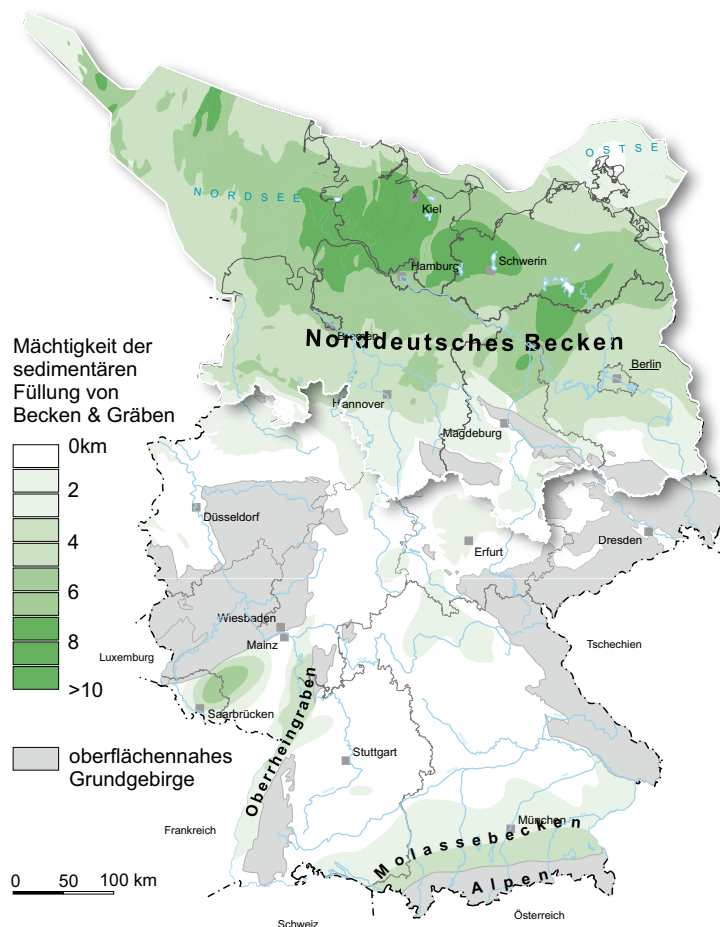 OSTSE
NORDSEE
Kiel
Hamburg
Schwerin
Bremen
Norddeutsches Becken
Berlin
Hannover
Magdeburg
Mächtigkeit der
sedimentären
Füllung von
Becken & Gräben
0km
2
4
6
8
>10
Düsseldorf
Erfurt
Dresden
Wiesbaden
Mainz
Luxemburg
Tschechien
Saarbrücken
Oberrheingraben
oberflächennahes
Grundgebirge
Stuttgart
Frankreich
München
Molassebecken
Alpen
0 50 100 km
Schweiz
Österreich